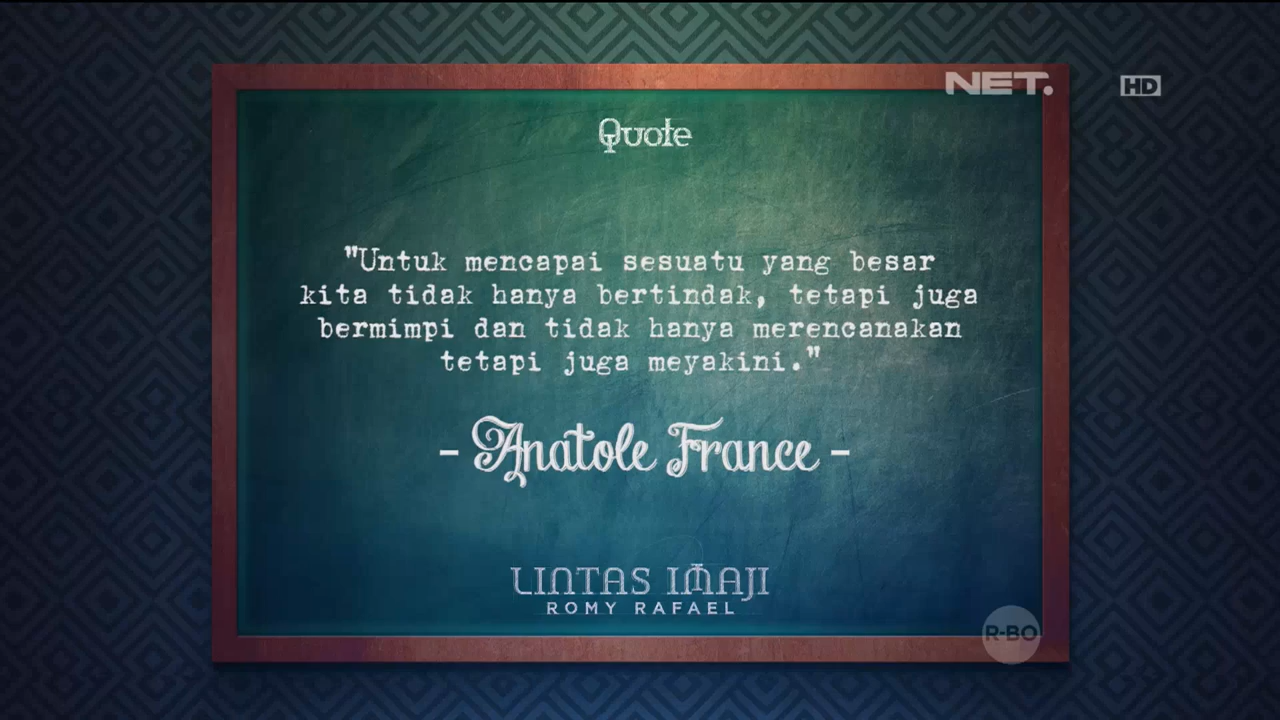 NET.
HD
Quote
"Untuk mencapai sesuatu yang besar
kita tidak hanya bertindak, tetapi juga
bermimpi dan tidak hanya merencanakan
tetapi juga meyakini."
- Anatole France -
LINTAS IMAJI
ROMY RAFAEL
R-BO